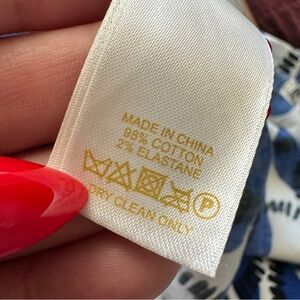 MADE IN CHINA
98% COTTON
2% ELASTANE
P
DRY CLEAN ONLY